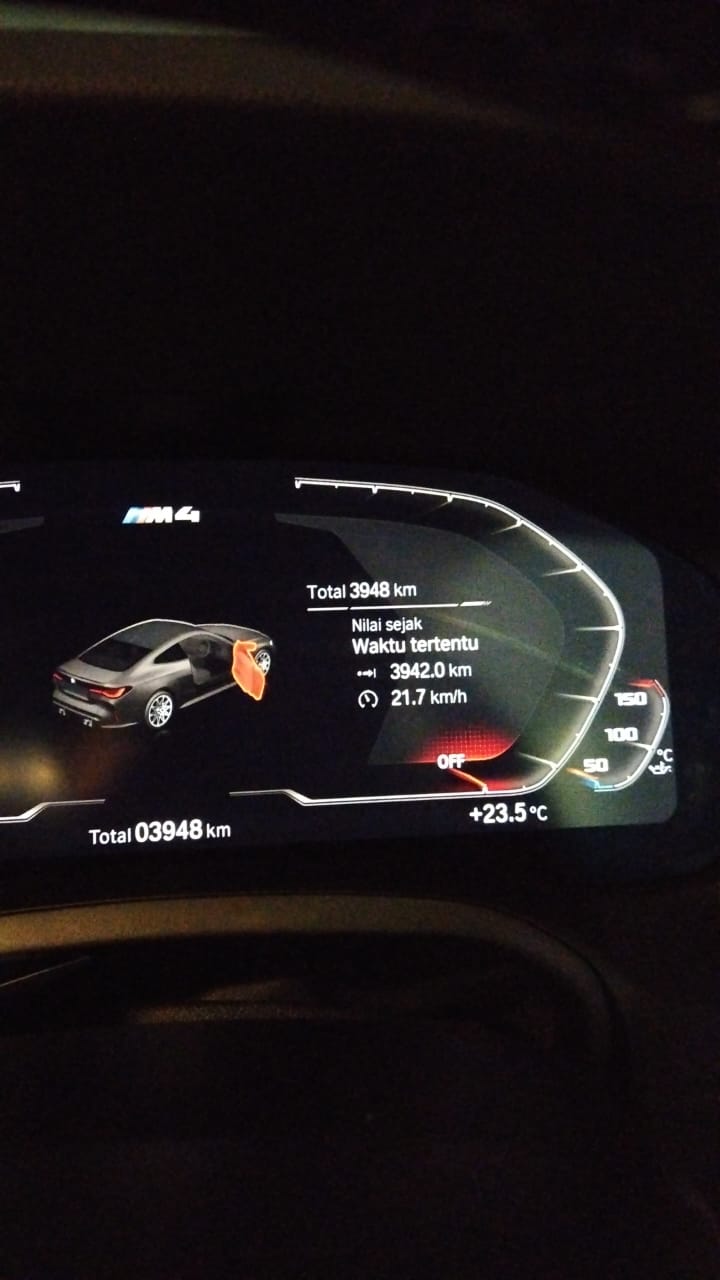 M4
Total 3948 km
Nilai sejak
Waktu tertentu
3942.0 km
21.7 km/h
150
100
50
°C
OFF
+23.5 °C
Total 03948 km